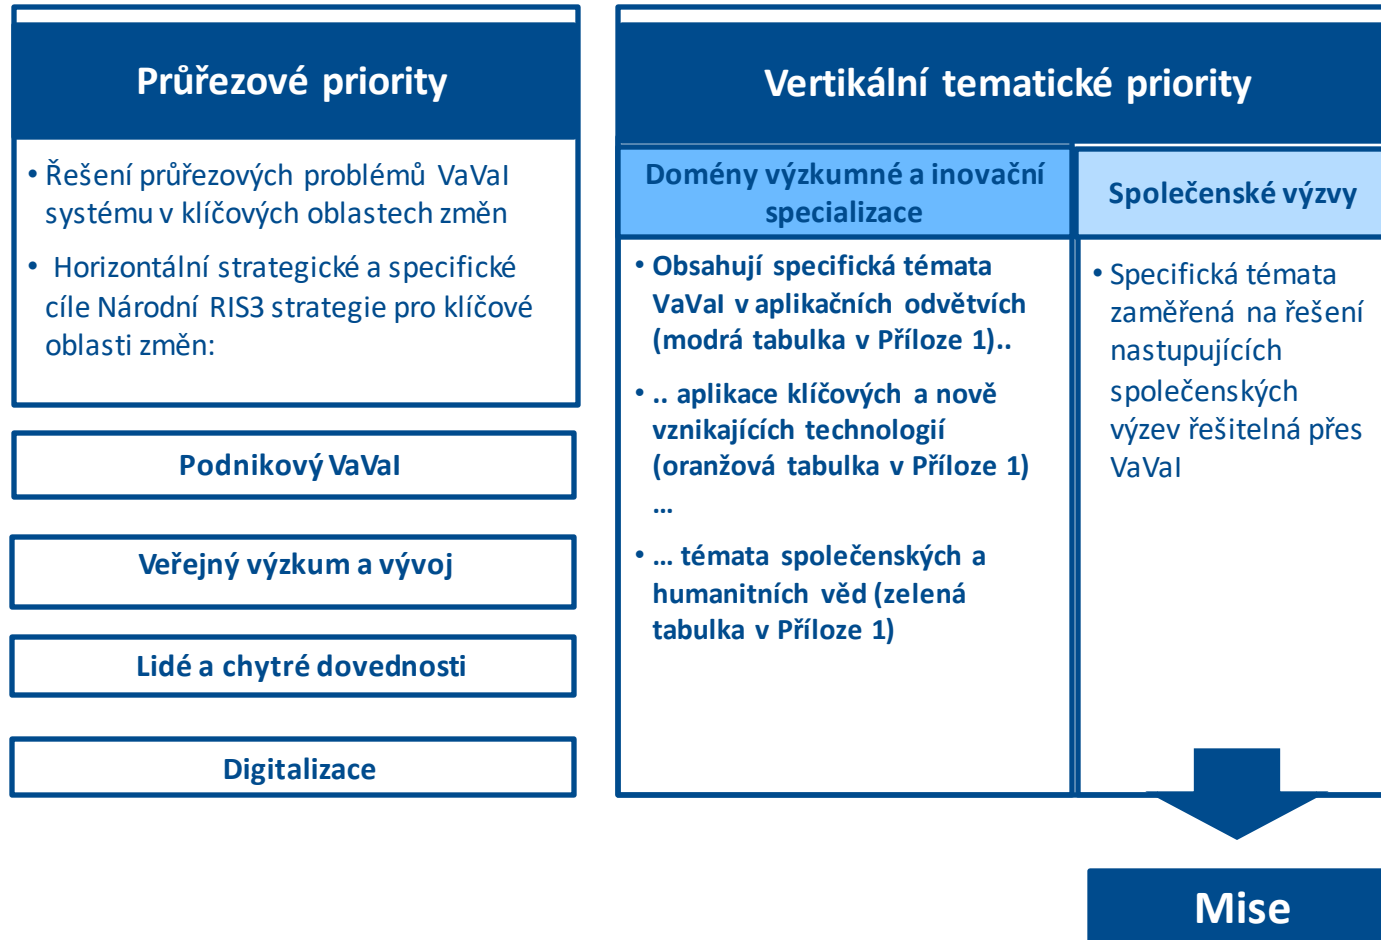 Průřezové priority
• Řešení průřezových problémů VaVaI
systému v klíčových oblastech změn
• Horizontální strategické a specifické
cíle Národní RIS3 strategie pro klíčové
oblasti změn:
Podnikový VaVaI
Veřejný výzkum a vývoj
Lidé a chytré dovednosti
Digitalizace
Vertikální tematické priority
Domény výzkumné a inovační
specializace
• Obsahují specifická témata
VaVaI v aplikačních odvětvích
(modrá tabulka v Příloze 1)..
• .. aplikace klíčových a nově
vznikajících technologií
(oranžová tabulka v Příloze 1)
...
• ... témata společenských a
humanitních věd (zelená
tabulka v Příloze 1)
Společenské výzvy
• Specifická témata
zaměřená na řešení
nastupujících
společenských
výzev řešitelná přes
VaVaI
Mise